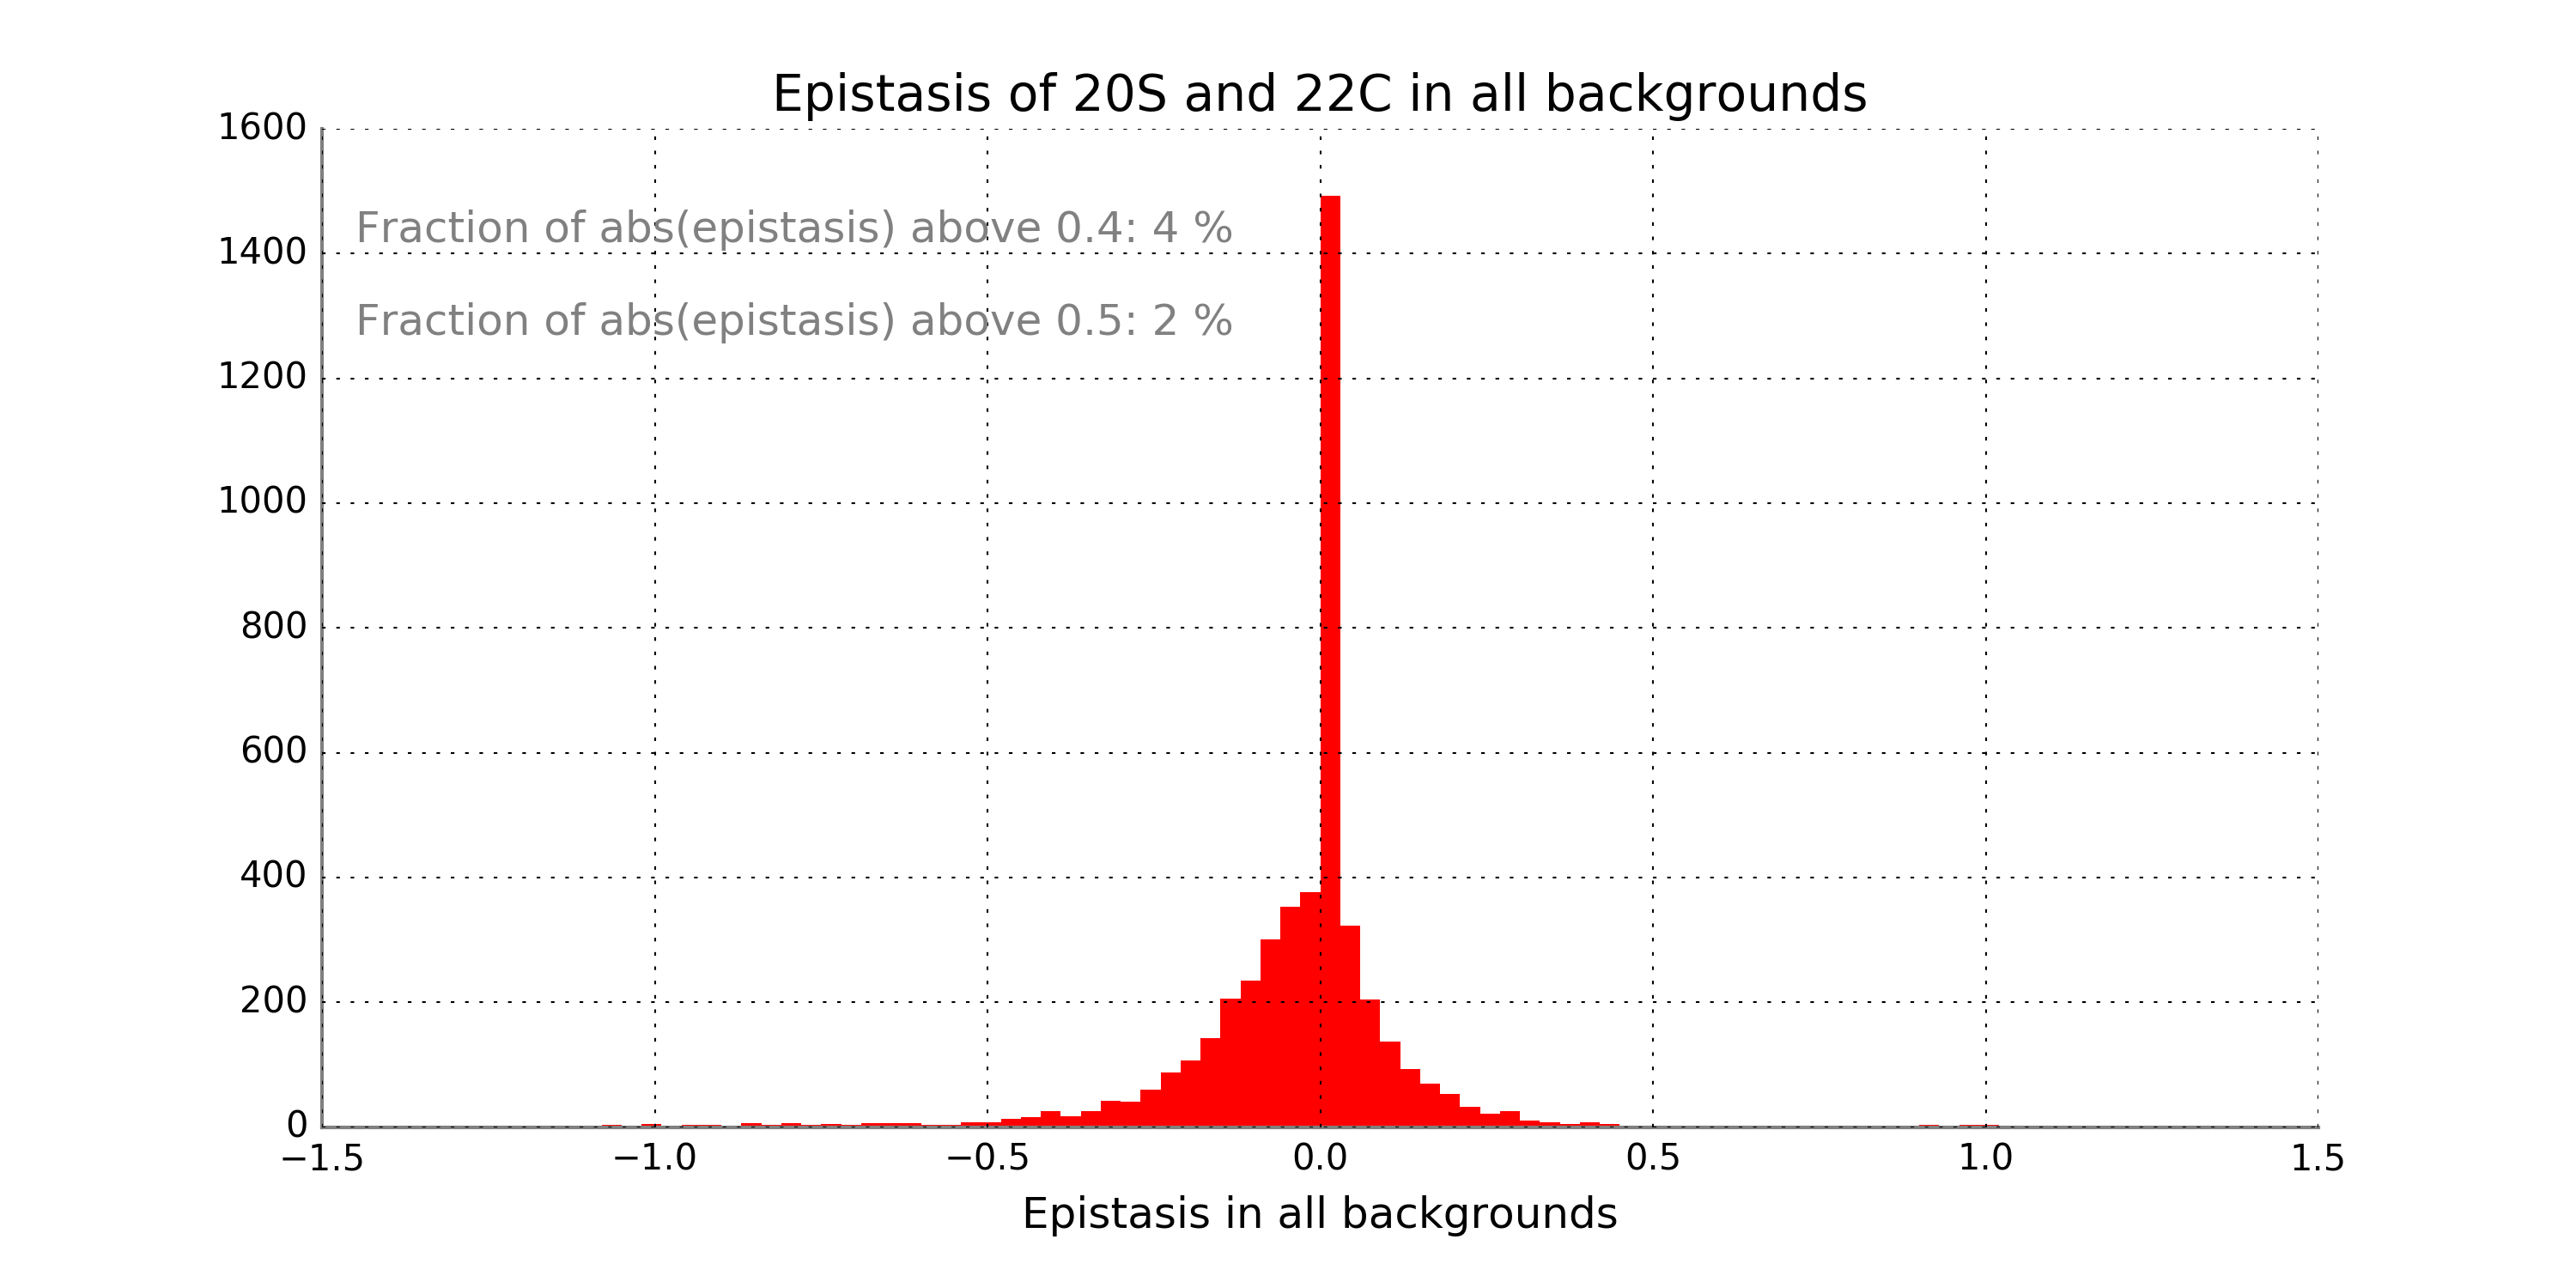 Epistasis of 20S and 22C in all backgrounds
1600
Fraction of abs(epistasis) above 0.4: 4 %
1400
Fraction of abs(epistasis) above 0.5: 2 %
1200
1000
800
600
400
200
0
−1.5 −1.0 −0.5 0.0 0.5 1.0 1.5
Epistasis in all backgrounds